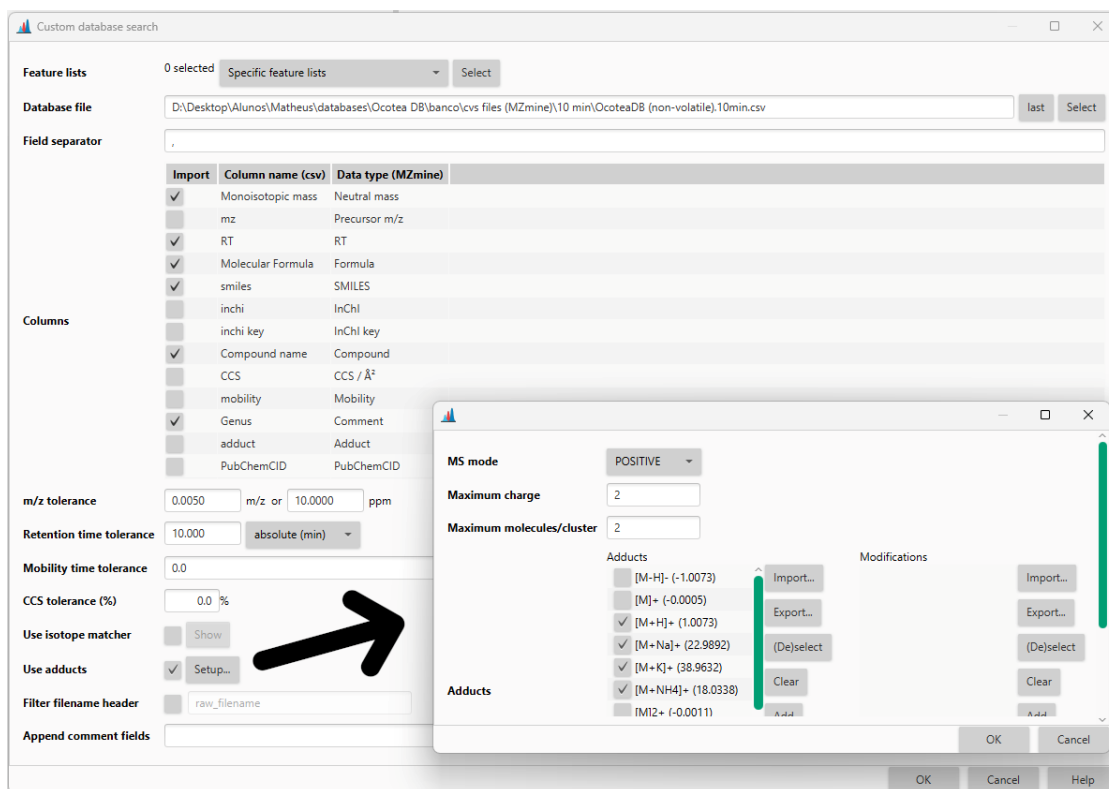 Custom database search
Feature lists 0 selected Specific feature lists Select
Database file D:\Desktop\Alunos\Matheus\databases\Ocotea DB\banco\cvs files (MZmine)\10 min\OcoteaDB (non-volatile).10min.csv last Select
Field separator ,
Import Column name (csv) Data type (MZmine)
Monoisotopic mass Neutral mass
mz Precursor m/z
RT RT
Molecular Formula Formula
smiles SMILES
inchi InChI
Columns
inchi key InChI key
Compound name Compound
CCS CCS / Å²
mobility Mobility
Genus Comment
adduct Adduct
PubChemCID PubChemCID
m/z tolerance 0.0050 m/z or 10.0000 ppm
Retention time tolerance 10.000 absolute (min)
Mobility time tolerance 0.0
CCS tolerance (%) 0.0 %
Use isotope matcher Show
Use adducts Setup...
Filter filename header raw_filename
Append comment fields
OK Cancel Help
MS mode POSITIVE
Maximum charge 2
Maximum molecules/cluster 2
Adducts Modifications
[M-H]- (-1.0073) Import... Import...
[M]+ (-0.0005)
[M+H]+ (1.0073) Export... Export...
[M+Na]+ (22.9892) (De)select (De)select
[M+K]+ (38.9632)
Adducts [M+NH4]+ (18.0338) Clear Clear
[M]2+ (-0.0011) Add Add
OK Cancel